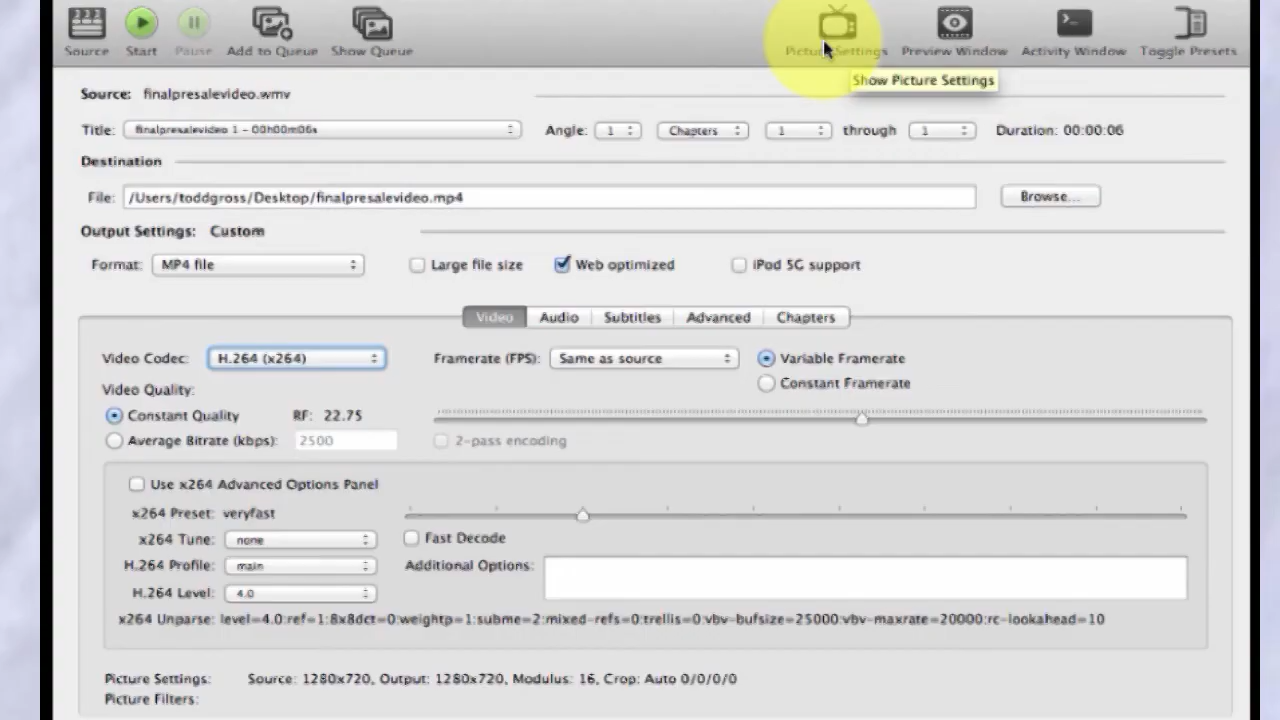 Source Start Pause Add to Queue Show Queue Picture Settings Preview Window Activity Window Toggle Presets
Show Picture Settings
Source: finalpresalevideo.wmv
Title: finalpresalevideo 1 - 00h00m06s Angle: 1 Chapters 1 through 1 Duration: 00:00:06
Destination
File: /Users/toddgross/Desktop/finalpresalevideo.mp4 Browse...
Output Settings: Custom
Format: MP4 file Large file size Web optimized iPod 5G support
Video Audio Subtitles Advanced Chapters
Video Codec: H.264 (x264) Framerate (FPS): Same as source Variable Framerate
Constant Framerate
Video Quality:
Constant Quality RF: 22.75
Average Bitrate (kbps): 2500 2-pass encoding
Use x264 Advanced Options Panel
x264 Preset: veryfast
x264 Tune: none Fast Decode
H.264 Profile: main Additional Options:
H.264 Level: 4.0
x264 Unparse: level=4.0:ref=1:8x8dct=0:weightp=1:subme=2:mixed-refs=0:trellis=0:vbv-bufsize=25000:vbv-maxrate=20000:rc-lookahead=10
Picture Settings: Source: 1280x720, Output: 1280x720, Modulus: 16, Crop: Auto 0/0/0/0
Picture Filters: